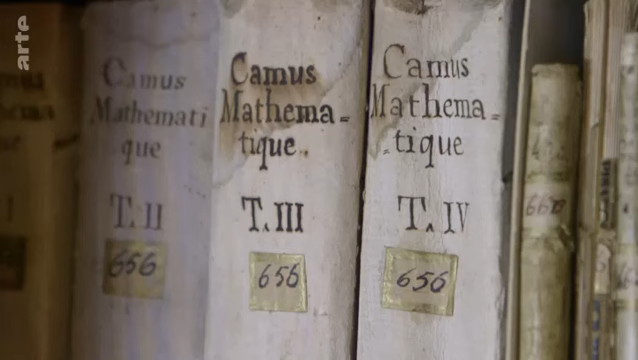 arte
Camus
Mathemati
que
T. II
656
Camus
Mathema=
tique.
T. III
656
Camus
Mathema=
tique
T. IV
656